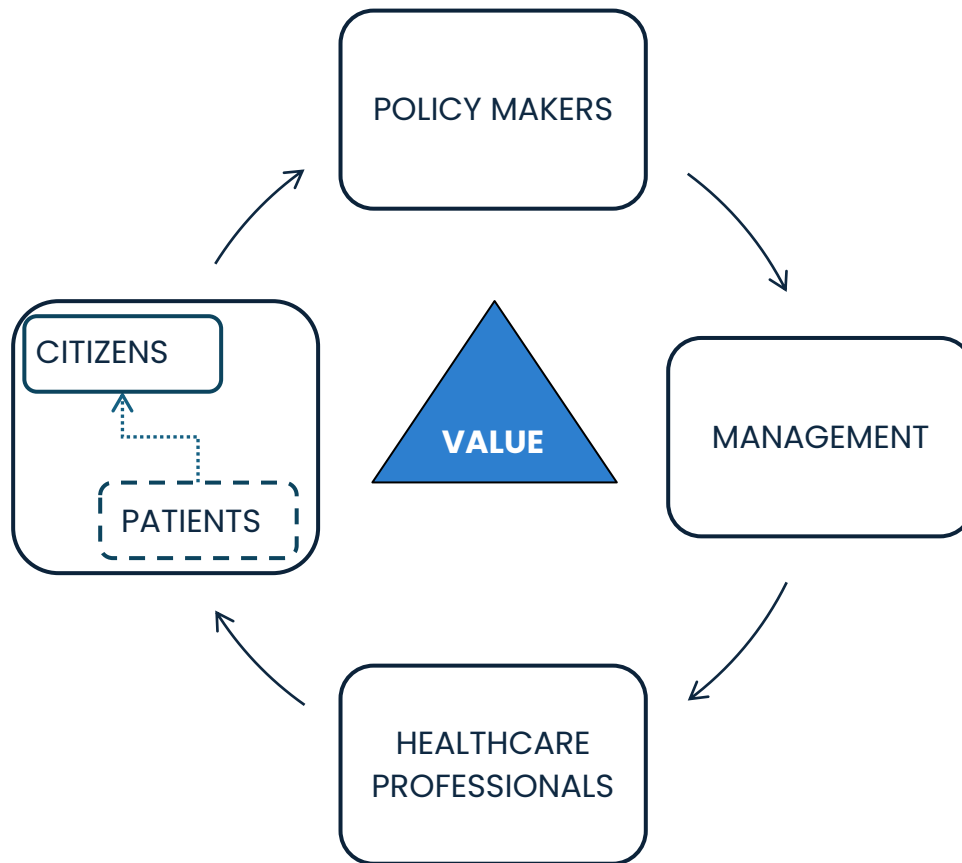 POLICY MAKERS
CITIZENS
PATIENTS
VALUE
MANAGEMENT
HEALTHCARE
PROFESSIONALS